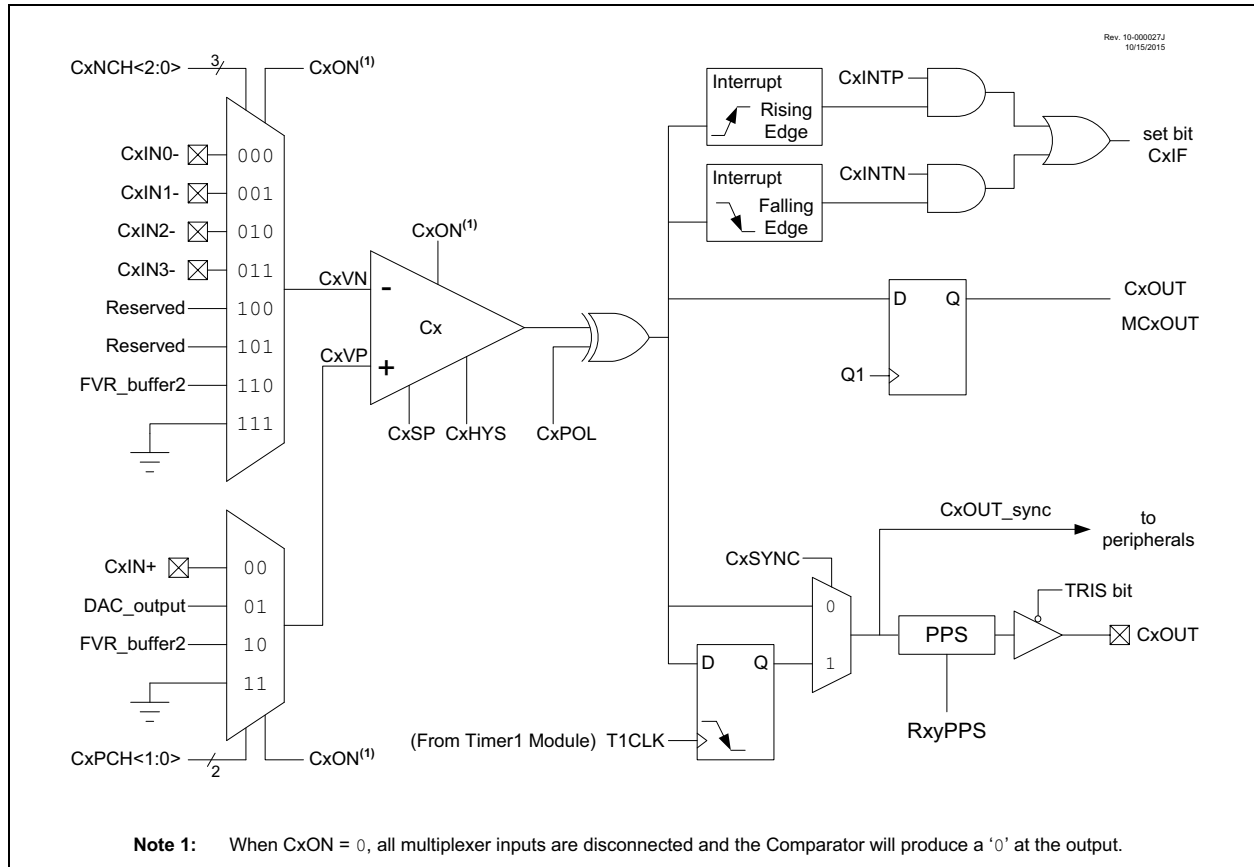 Rev. 10-000027J
10/15/2015
CxNCH<2:0>
3
CxON(1)
CxIN0-
000
CxIN1-
001
CxIN2-
010
CxIN3-
011
Reserved
100
Reserved
101
FVR_buffer2
110
111
CxIN+
00
DAC_output
01
FVR_buffer2
10
11
CxPCH<1:0>
2
CxON(1)
CxVN
CxVP
CxON(1)
-
Cx
+
CxSP
CxHYS
CxPOL
Interrupt
Rising
Edge
CxINTP
Interrupt
Falling
Edge
CxINTN
set bit
CxIF
D
Q
Q1
CxOUT
MCxOUT
CxOUT_sync
to
peripherals
CxSYNC
0
1
D
Q
(From Timer1 Module) T1CLK
PPS
RxyPPS
TRIS bit
CxOUT
Note 1: When CxON = 0, all multiplexer inputs are disconnected and the Comparator will produce a ‘0’ at the output.